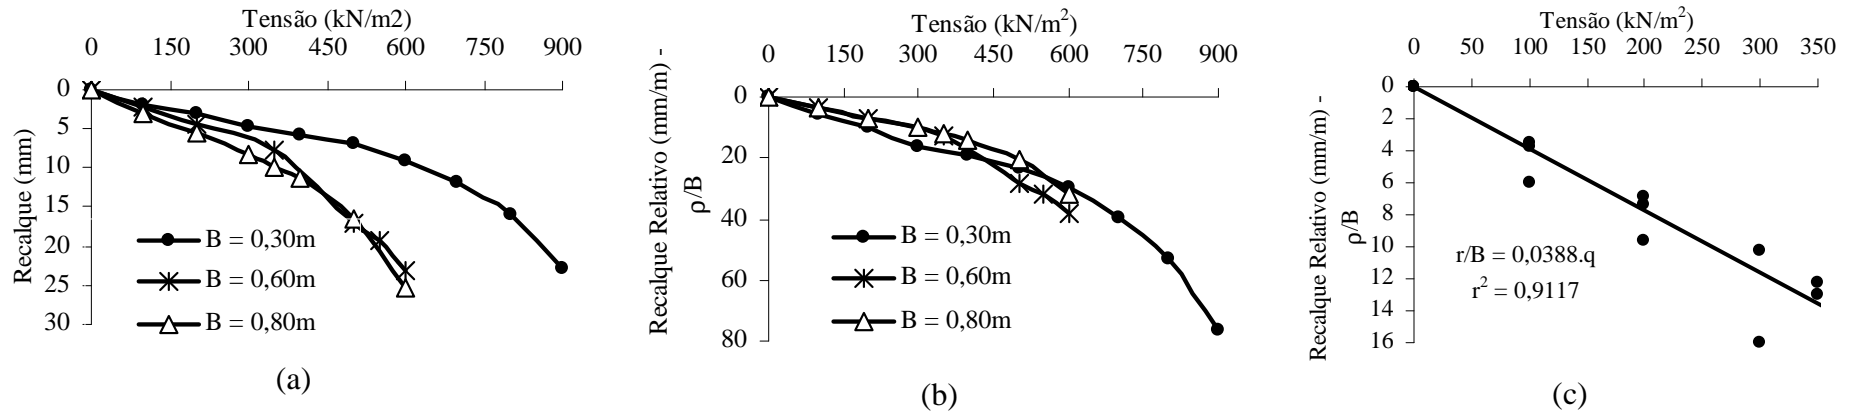 Tensão (kN/m2)
0 150 300 450 600 750 900
0
5
10
15
20
25
30
Recalque (mm)
B = 0,30m
B = 0,60m
B = 0,80m
(a)
Tensão (kN/m²)
0 150 300 450 600 750 900
0
20
40
60
80
Recalque Relativo (mm/m) -
ρ/B
B = 0,30m
B = 0,60m
B = 0,80m
(b)
Tensão (kN/m²)
0 50 100 150 200 250 300 350
0
2
4
6
8
10
12
14
16
Recalque Relativo (mm/m) -
ρ/B
r/B = 0,0388.q
r² = 0,9117
(c)